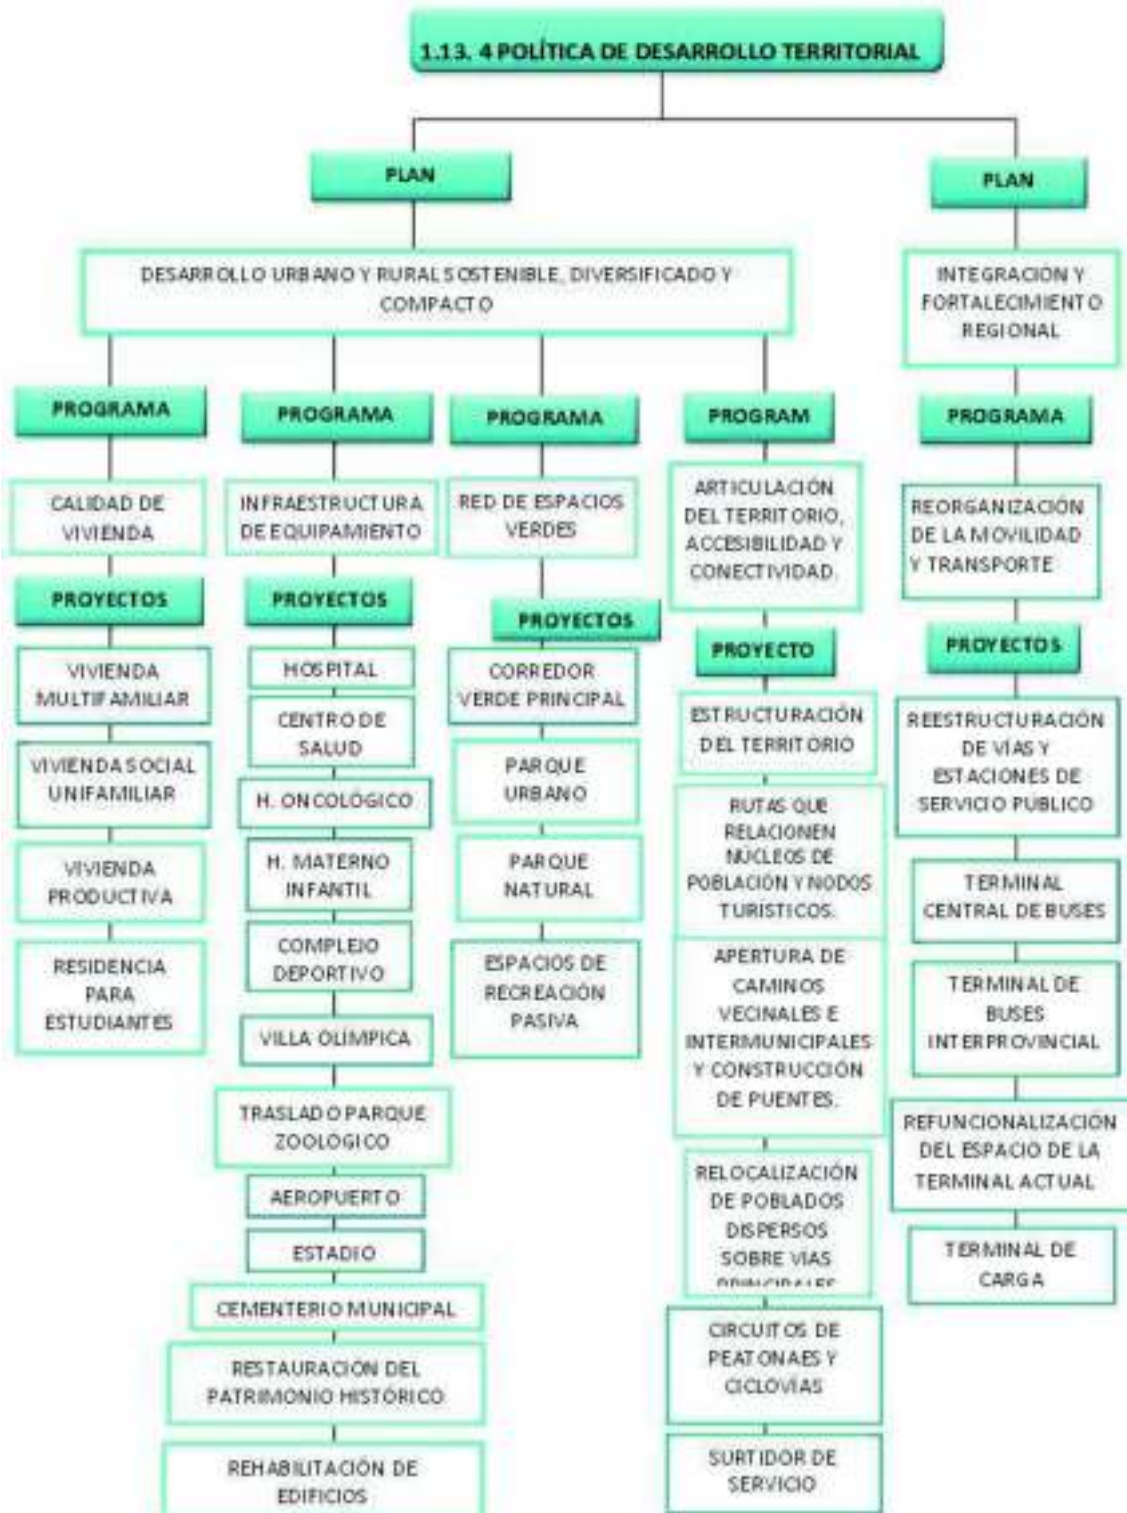 1.13. 4 POLÍTICA DE DESARROLLO TERRITORIAL
PLAN
DESARROLLO URBANO Y RURAL SOSTENIBLE, DIVERSIFICADO Y
COMPACTO
PROGRAMA
CALIDAD DE
VIVIENDA
PROYECTOS
VIVIENDA
MULTIFAMILIAR
VIVIENDA SOCIAL
UNIFAMILIAR
VIVIENDA
PRODUCTIVA
RESIDENCIA
PARA
ESTUDIANTES
PROGRAMA
INFRAESTRUCTURA
DE EQUIPAMIENTO
PROYECTOS
HOSPITAL
CENTRO DE
SALUD
H. ONCOLÓGICO
H. MATERNO
INFANTIL
COMPLEJO
DEPORTIVO
VILLA OLÍMPICA
TRASLADO PARQUE
ZOOLÓGICO
AEROPUERTO
ESTADIO
CEMENTERIO MUNICIPAL
RESTAURACIÓN DEL
PATRIMONIO HISTÓRICO
REHABILITACIÓN DE
EDIFICIOS
PROGRAMA
RED DE ESPACIOS
VERDES
PROYECTOS
CORREDOR
VERDE PRINCIPAL
PARQUE
URBANO
PARQUE
NATURAL
ESPACIOS DE
RECREACIÓN
PASIVA
PROGRAM
ARTICULACIÓN
DEL TERRITORIO,
ACCESIBILIDAD Y
CONECTIVIDAD.
PROYECTO
ESTRUCTURACIÓN
DEL TERRITORIO
RUTAS QUE
RELACIONEN
NÚCLEOS DE
POBLACIÓN Y NODOS
TURÍSTICOS.
APERTURA DE
CAMINOS
VECINALES E
INTERMUNICIPALES
Y CONSTRUCCIÓN
DE PUENTES.
RELOCALIZACIÓN
DE POBLADOS
DISPERSOS
SOBRE VÍAS
PRINCIPALES
CIRCUITOS DE
PEATONAES Y
CICLOVÍAS
SURTIDOR DE
SERVICIO
PLAN
INTEGRACIÓN Y
FORTALECIMIENTO
REGIONAL
PROGRAMA
REORGANIZACIÓN
DE LA MOVILIDAD
Y TRANSPORTE
PROYECTOS
REESTRUCTURACIÓN
DE VÍAS Y
ESTACIONES DE
SERVICIO PÚBLICO
TERMINAL
CENTRAL DE BUSES
TERMINAL DE
BUSES
INTERPROVINCIAL
REFUNCIONALIZACIÓN
DEL ESPACIO DE LA
TERMINAL ACTUAL
TERMINAL DE
CARGA